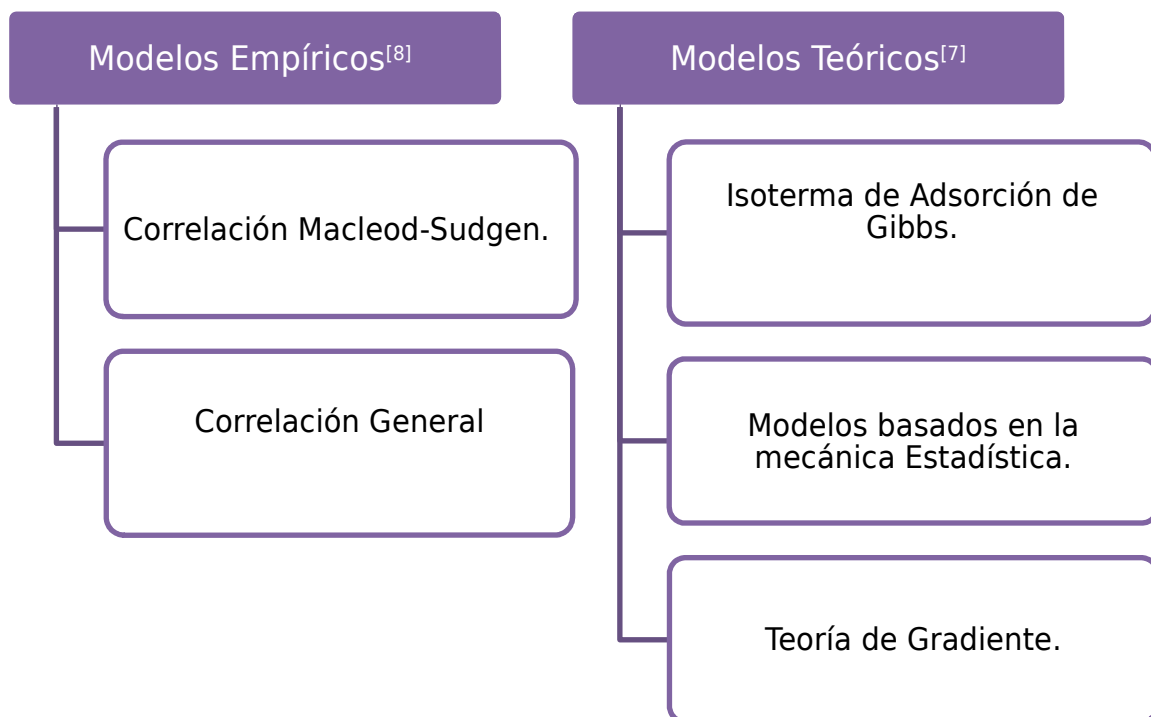 Modelos Empíricos[8]
Correlación Macleod-Sudgen.
Correlación General
Modelos Teóricos[7]
Isoterma de Adsorción de
Gibbs.
Modelos basados en la
mecánica Estadística.
Teoría de Gradiente.